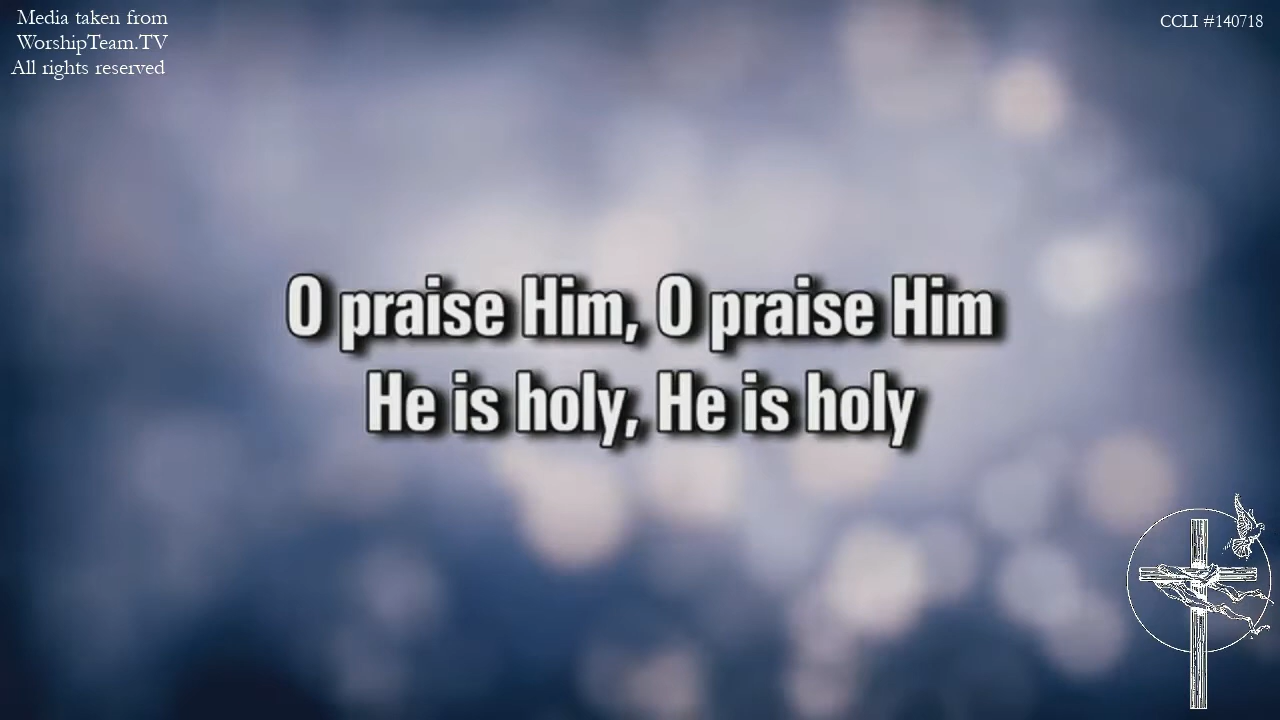 Media taken from
WorshipTeam.TV
All rights reserved
CCLI #140718
O praise Him, O praise Him
He is holy, He is holy